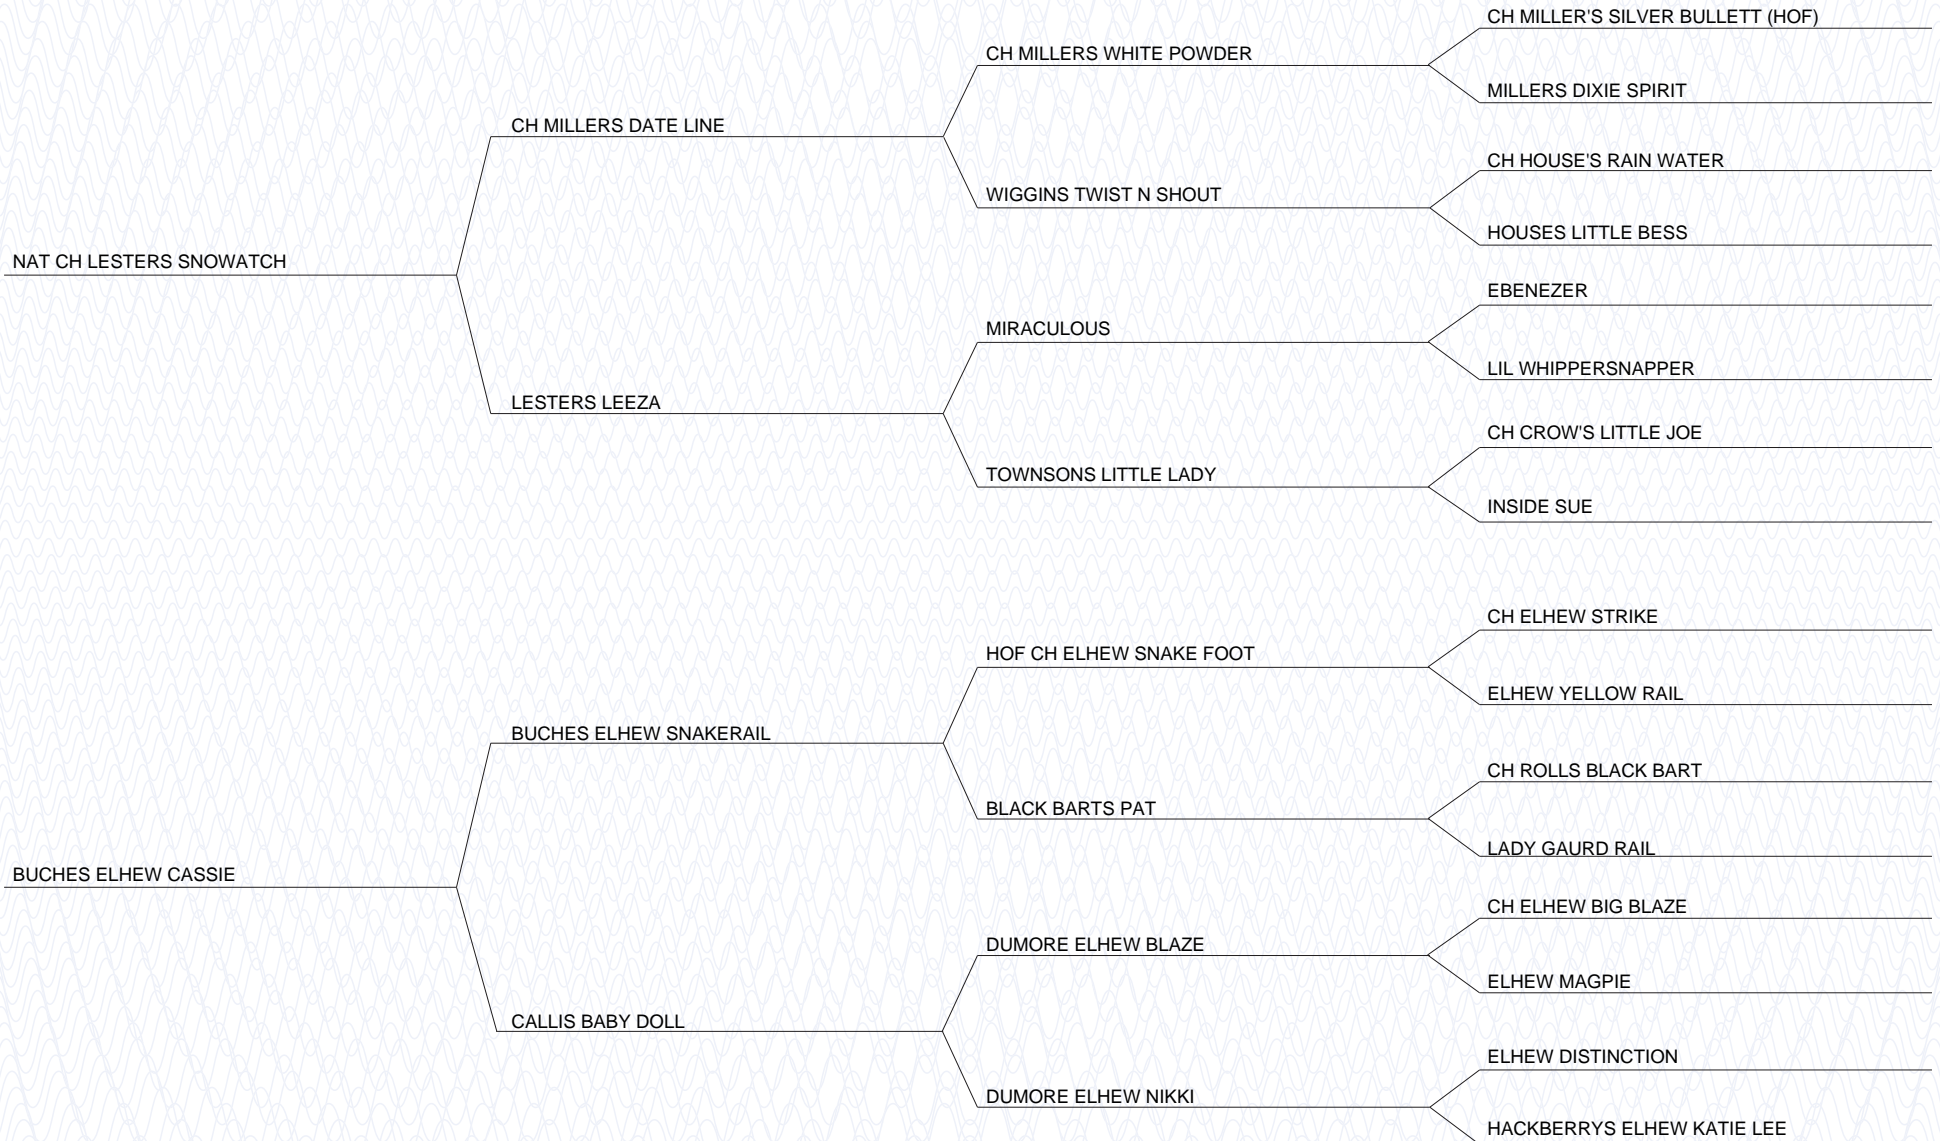 CH MILLER'S SILVER BULLETT (HOF)
CH MILLERS WHITE POWDER
MILLERS DIXIE SPIRIT
CH MILLERS DATE LINE
CH HOUSE'S RAIN WATER
WIGGINS TWIST N SHOUT
HOUSES LITTLE BESS
NAT CH LESTERS SNOWATCH
EBENEZER
MIRACULOUS
LIL WHIPPERSNAPPER
LESTERS LEEZA
CH CROW'S LITTLE JOE
TOWNSONS LITTLE LADY
INSIDE SUE
CH ELHEW STRIKE
HOF CH ELHEW SNAKE FOOT
ELHEW YELLOW RAIL
BUCHES ELHEW SNAKERAIL
CH ROLLS BLACK BART
BLACK BARTS PAT
LADY GAURD RAIL
BUCHES ELHEW CASSIE
CH ELHEW BIG BLAZE
DUMORE ELHEW BLAZE
ELHEW MAGPIE
CALLIS BABY DOLL
ELHEW DISTINCTION
DUMORE ELHEW NIKKI
HACKBERRYS ELHEW KATIE LEE